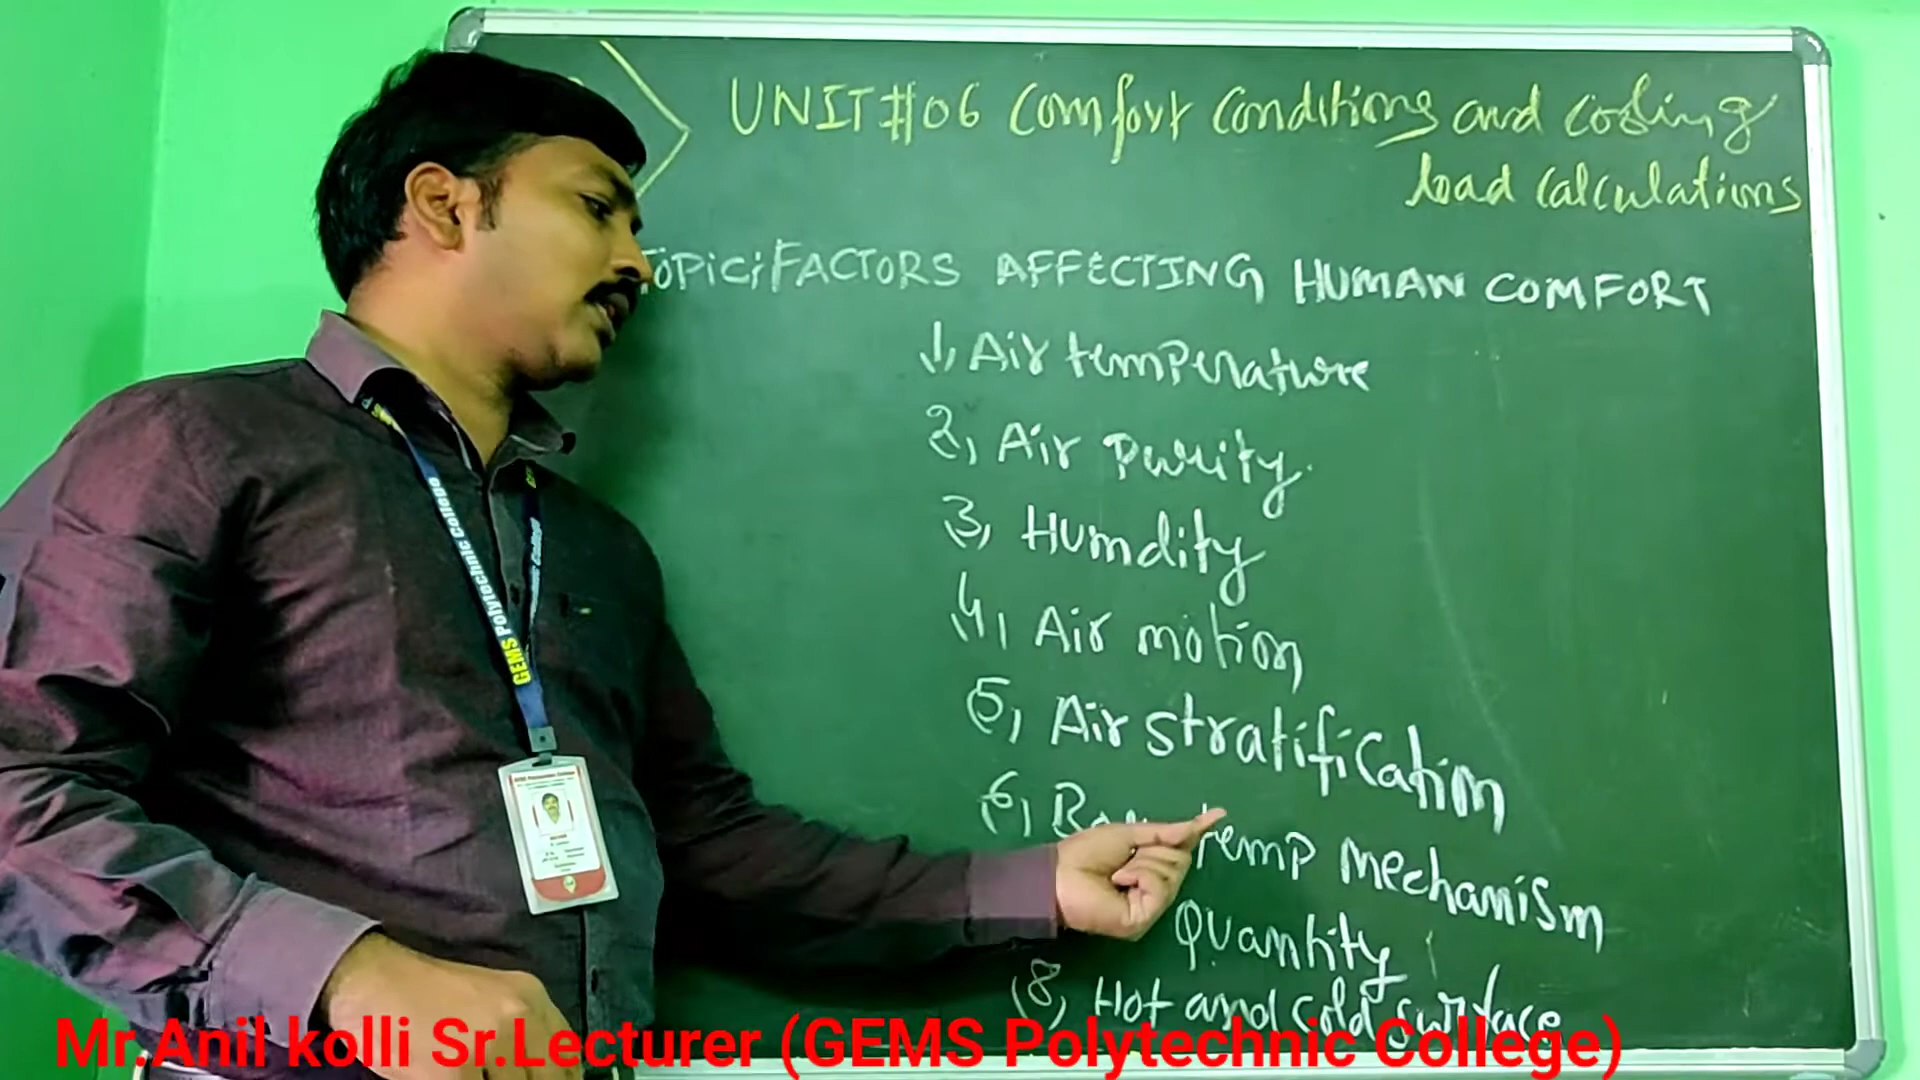 UNIT#06 Comfort Conditions and cooling
load Calculations
TOPIC: FACTORS AFFECTING HUMAN COMFORT
1, Air temperature
2, Air purity.
3, Humdity
4, Air motion
5, Air stratification
6, temp Mechanism
Quantity
8, Hot and cold surface
GEMS Polytechnic College
Mr.Anil kolli Sr.Lecturer (GEMS Polytechnic College)